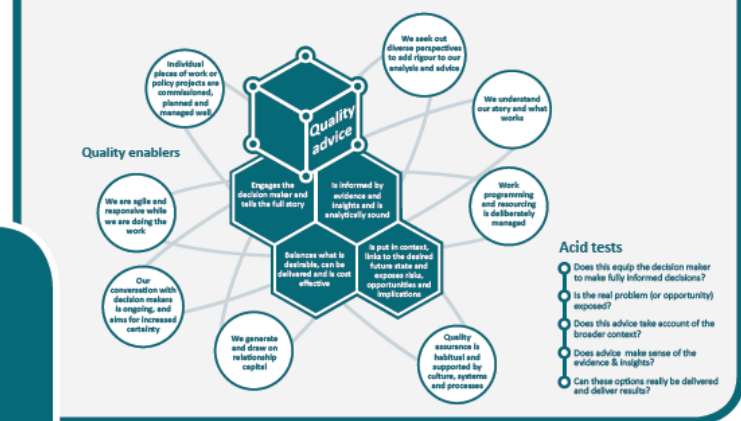 Individual
pieces of work or
policy projects are
commissioned,
planned and
managed well
We seek out
diverse perspectives
to add rigour to our
analysis and advice
We understand
our story and what
works
Quality
advice
Quality enablers
Engages the
decision maker and
tells the full story
Is informed by
evidence and
insights and is
analytically sound
We are agile and
responsive while
we are doing the
work
Work
programming
and resourcing
is deliberately
managed
Balances what is
desirable, can be
delivered and is cost
effective
Is put in context,
links to the desired
future state and
exposes risks,
opportunities and
implications
Our
conversation with
decision makers
is ongoing, and
aims for increased
certainty
We generate
and draw on
relationship
capital
Quality
assurance is
habitual and
supported by
culture, systems
and processes
Acid tests
Does this equip the decision maker
to make fully informed decisions?
Is the real problem (or opportunity)
exposed?
Does this advice take account of the
broader context?
Does advice make sense of the
evidence & insights?
Can these options really be delivered
and deliver results?